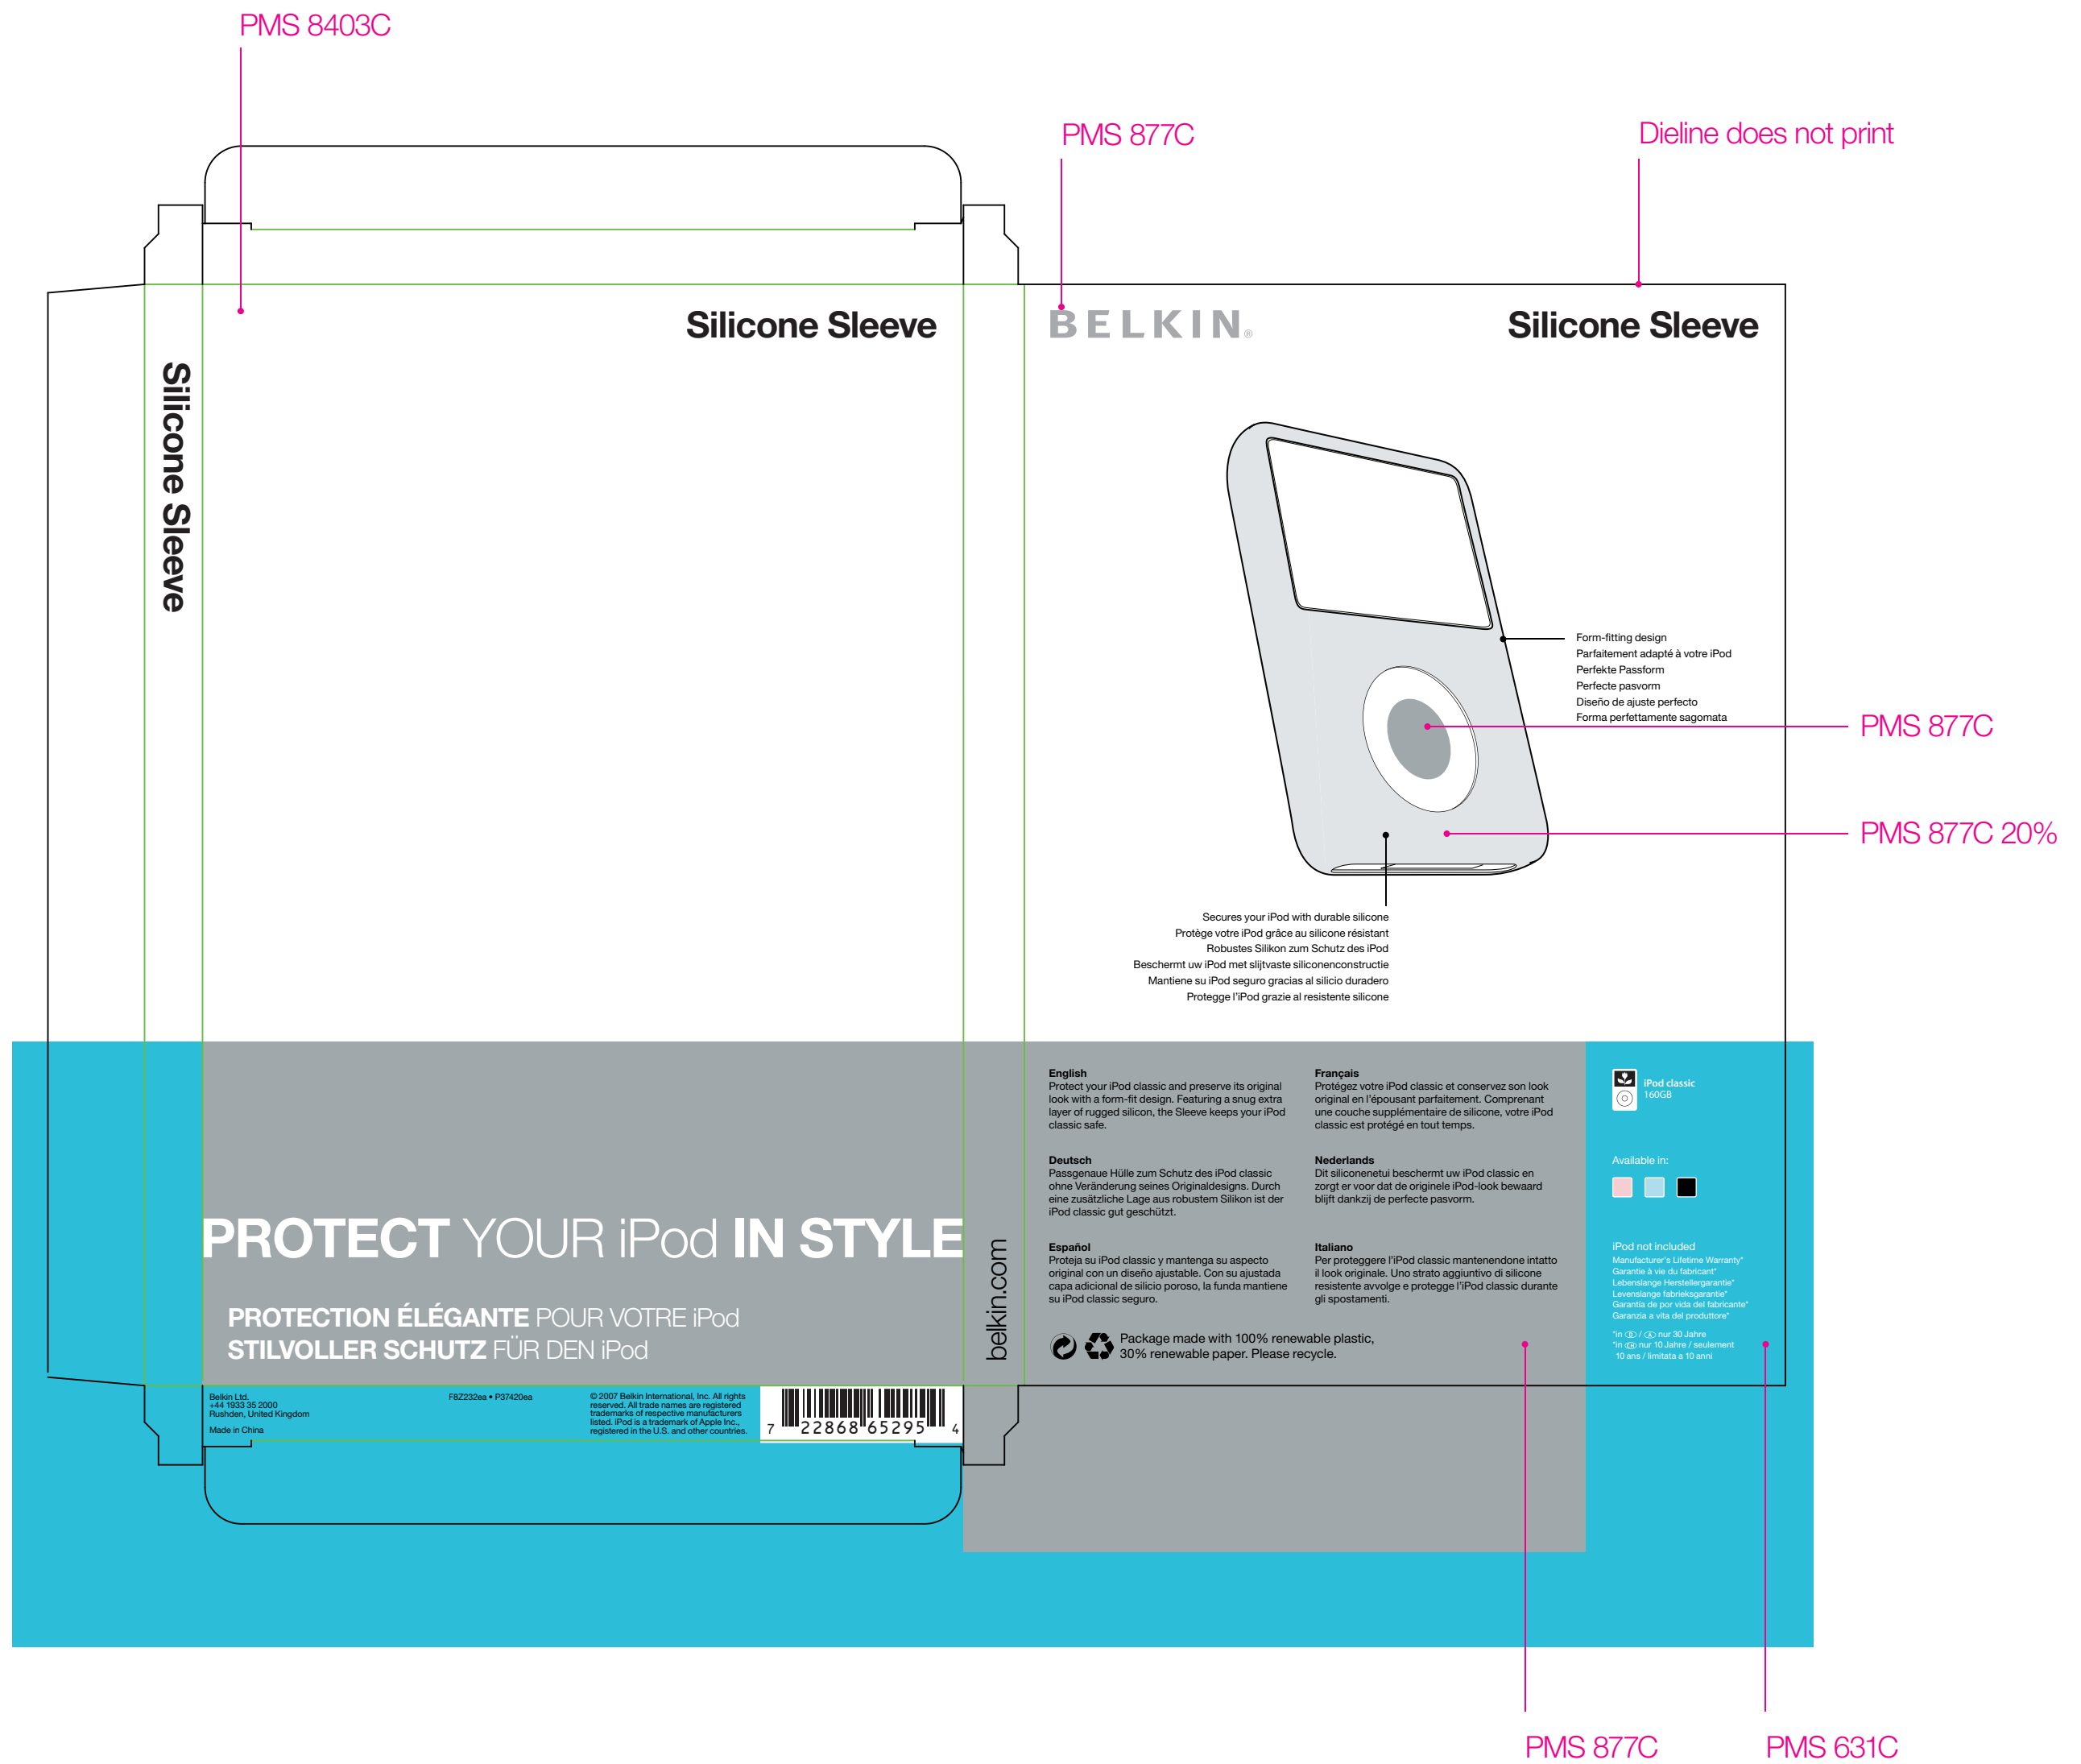 PMS 8403C
PMS 877C
Dieline does not print
Silicone Sleeve
BELKIN®
Silicone Sleeve
Silicone Sleeve
Form-fitting design
Parfaitement adapté à votre iPod
Perfekte Passform
Perfecte pasvorm
Diseño de ajuste perfecto
Forma perfettamente sagomata
PMS 877C
PMS 877C 20%
Secures your iPod with durable silicone
Protège votre iPod grâce au silicone résistant
Robustes Silikon zum Schutz des iPod
Beschermt uw iPod met slijtvaste siliconenconstructie
Mantiene su iPod seguro gracias al silicio duradero
Protegge l'iPod grazie al resistente silicone
PROTECT YOUR iPod IN STYLE
PROTECTION ÉLÉGANTE POUR VOTRE iPod
STILVOLLER SCHUTZ FÜR DEN iPod
belkin.com
English
Protect your iPod classic and preserve its original
look with a form-fit design. Featuring a snug extra
layer of rugged silicon, the Sleeve keeps your iPod
classic safe.
Français
Protégez votre iPod classic et conservez son look
original en l'épousant parfaitement. Comprenant
une couche supplémentaire de silicone, votre iPod
classic est protégé en tout temps.
Deutsch
Passgenaue Hülle zum Schutz des iPod classic
ohne Veränderung seines Originaldesigns. Durch
eine zusätzliche Lage aus robustem Silikon ist der
iPod classic gut geschützt.
Nederlands
Dit siliconenetui beschermt uw iPod classic en
zorgt er voor dat de originele iPod-look bewaard
blijft dankzij de perfecte pasvorm.
Español
Proteja su iPod classic y mantenga su aspecto
original con un diseño ajustable. Con su ajustada
capa adicional de silicio poroso, la funda mantiene
su iPod classic seguro.
Italiano
Per proteggere l'iPod classic mantenendone intatto
il look originale. Uno strato aggiuntivo di silicone
resistente avvolge e protegge l'iPod classic durante
gli spostamenti.
Package made with 100% renewable plastic,
30% renewable paper. Please recycle.
iPod classic
160GB
Available in:
iPod not included
Manufacturer's Lifetime Warranty*
Garantie à vie du fabricant*
Lebenslange Herstellergarantie*
Levenslange fabrieksgarantie*
Garantía de por vida del fabricante*
Garanzia a vita del produttore*
*in D / A nur 30 Jahre
*in CH nur 10 Jahre / seulement
10 ans / limitata a 10 anni
Belkin Ltd.
+44 1933 35 2000
Rushden, United Kingdom
Made in China
F8Z232ea • P37420ea
© 2007 Belkin International, Inc. All rights
reserved. All trade names are registered
trademarks of respective manufacturers
listed. iPod is a trademark of Apple Inc.,
registered in the U.S. and other countries.
7 22868 65295 4
PMS 877C
PMS 631C